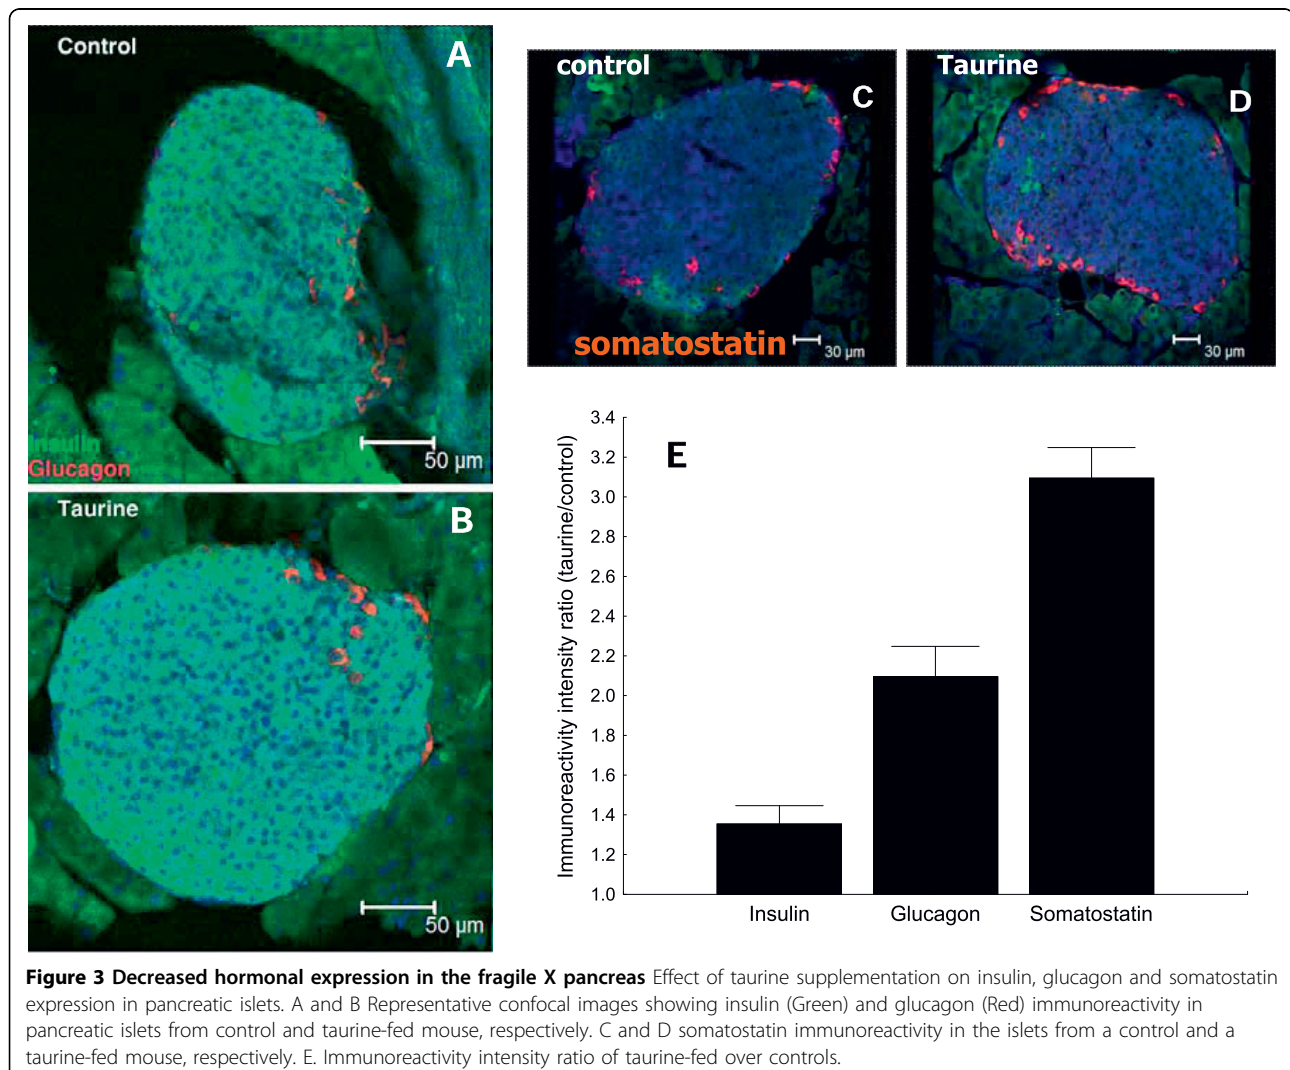 Control
A
Insulin
Glucagon
50 µm
Taurine
B
50 µm
control
C
somatostatin
30 µm
Taurine
D
30 µm
E
Immunoreactivity intensity ratio (taurine/control)
3.4
3.2
3.0
2.8
2.6
2.4
2.2
2.0
1.8
1.6
1.4
1.2
1.0
Insulin
Glucagon
Somatostatin
Figure 3 Decreased hormonal expression in the fragile X pancreas Effect of taurine supplementation on insulin, glucagon and somatostatin
expression in pancreatic islets. A and B Representative confocal images showing insulin (Green) and glucagon (Red) immunoreactivity in
pancreatic islets from control and taurine-fed mouse, respectively. C and D somatostatin immunoreactivity in the islets from a control and a
taurine-fed mouse, respectively. E. Immunoreactivity intensity ratio of taurine-fed over controls.